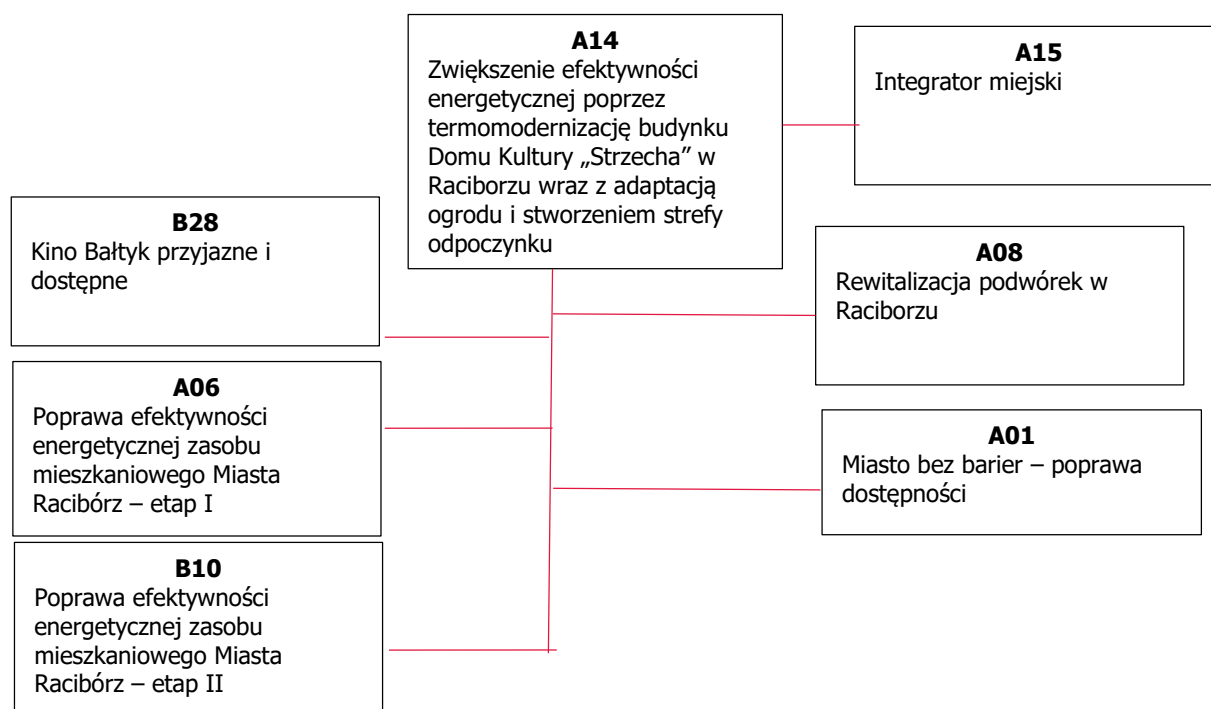 A14
Zwiększenie efektywności
energetycznej poprzez
termomodernizację budynku
Domu Kultury „Strzecha” w
Raciborzu wraz z adaptacją
ogrodu i stworzeniem strefy
odpoczynku
A15
Integrator miejski
B28
Kino Bałtyk przyjazne i
dostępne
A08
Rewitalizacja podwórek w
Raciborzu
A06
Poprawa efektywności
energetycznej zasobu
mieszkaniowego Miasta
Racibórz – etap I
A01
Miasto bez barier – poprawa
dostępności
B10
Poprawa efektywności
energetycznej zasobu
mieszkaniowego Miasta
Racibórz – etap II